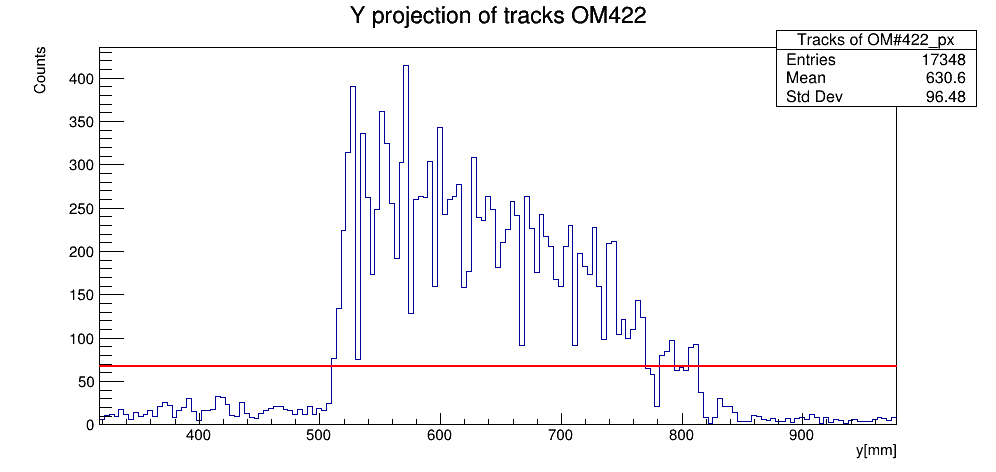 Y projection of tracks OM422
Tracks of OM#422_px
Entries 17348
Mean 630.6
Std Dev 96.48
Counts
400
350
300
250
200
150
100
50
0
400 500 600 700 800 900
y[mm]